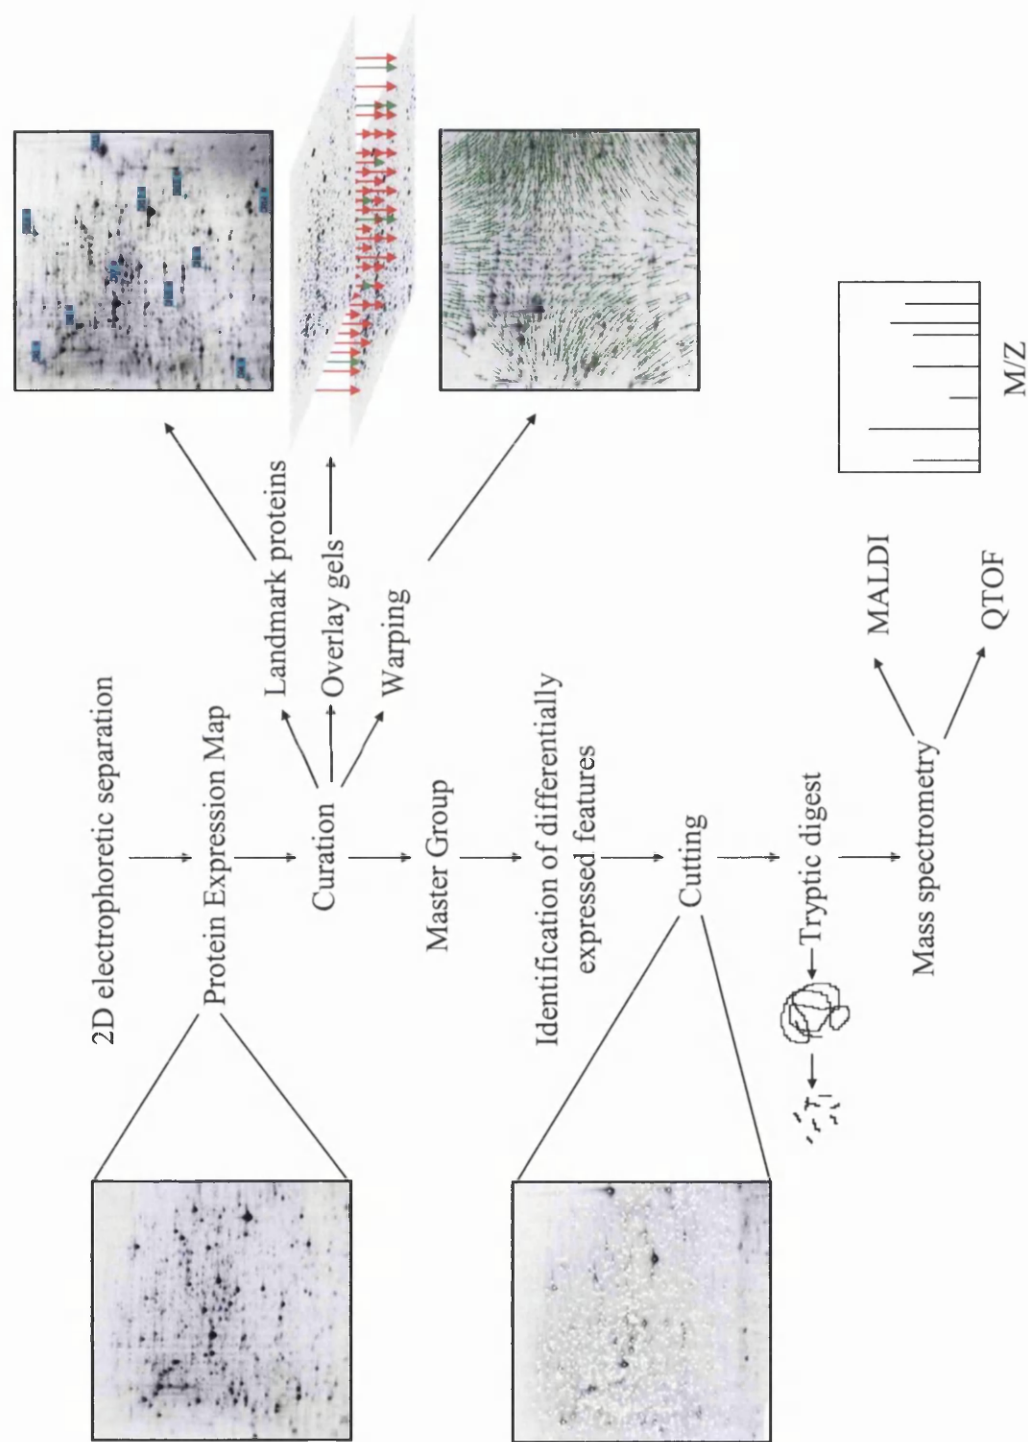 2D electrophoretic separation
Protein Expression Map
Curation
Landmark proteins
Overlay gels
Warping
Master Group
Identification of differentially
expressed features
Cutting
Tryptic digest
Mass spectrometry
MALDI
QTOF
M/Z